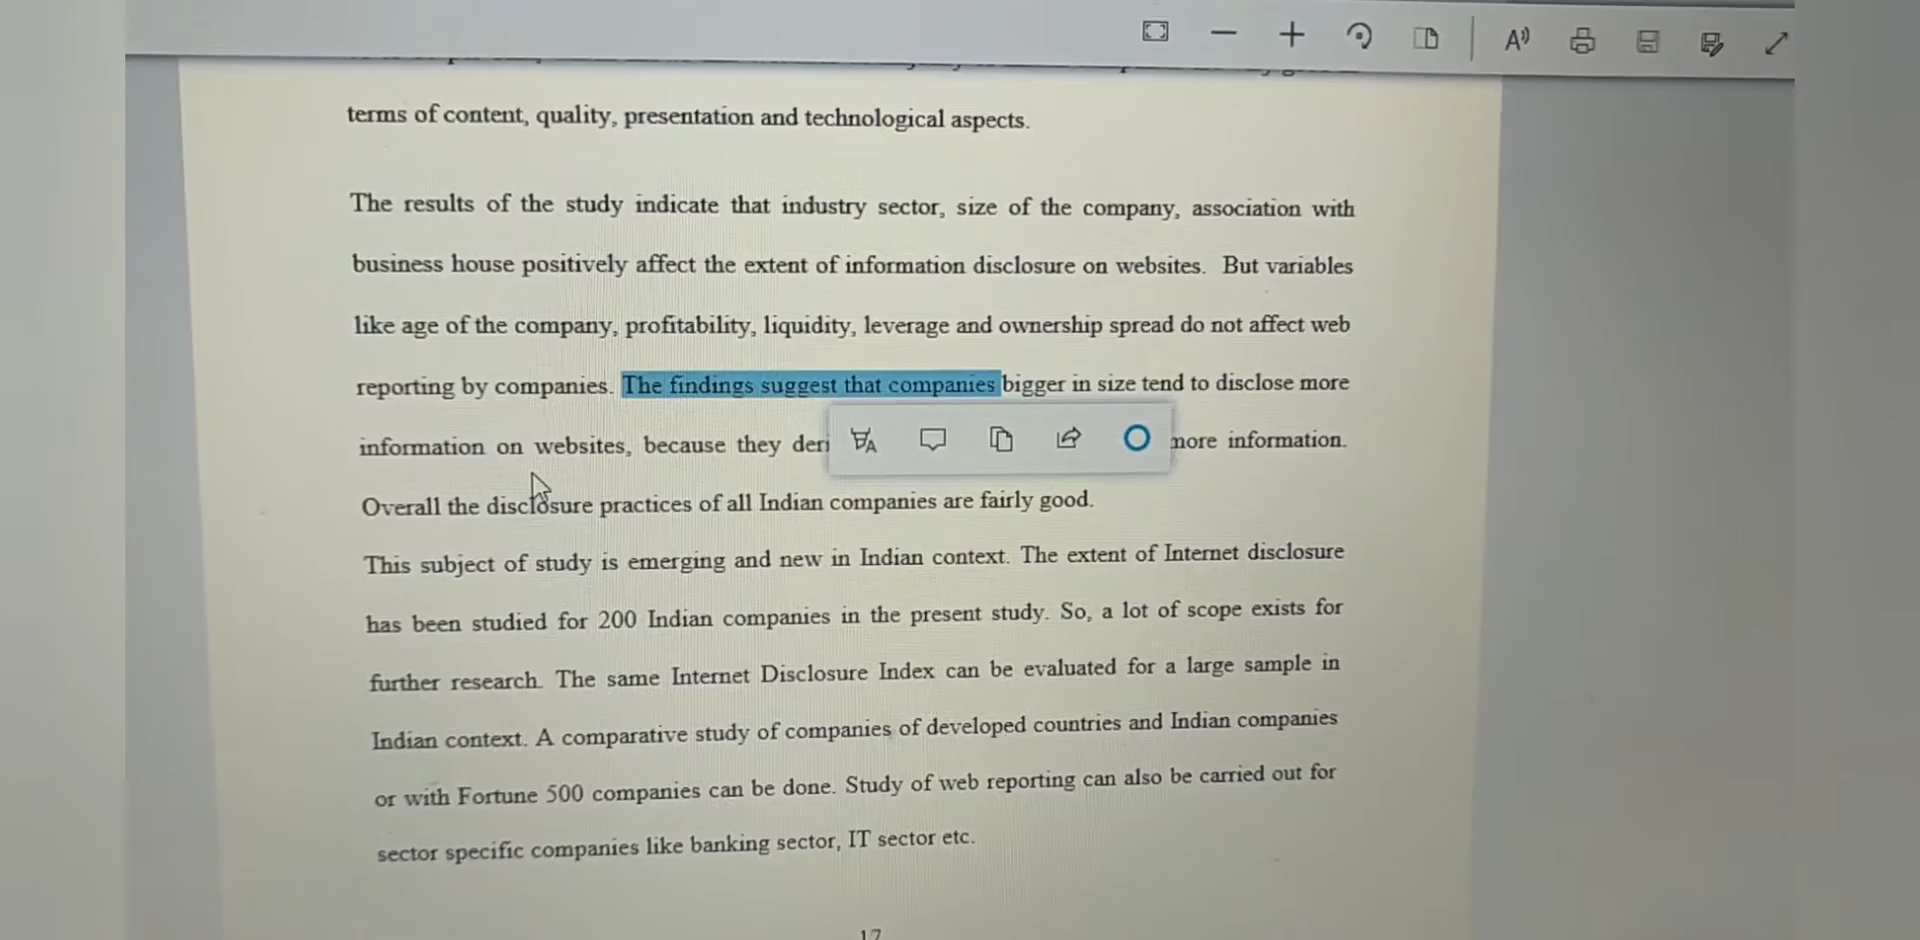 terms of content, quality, presentation and technological aspects.
The results of the study indicate that industry sector, size of the company, association with
business house positively affect the extent of information disclosure on websites. But variables
like age of the company, profitability, liquidity, leverage and ownership spread do not affect web
reporting by companies. The findings suggest that companies bigger in size tend to disclose more
information on websites, because they deri more information.
Overall the disclosure practices of all Indian companies are fairly good.
This subject of study is emerging and new in Indian context. The extent of Internet disclosure
has been studied for 200 Indian companies in the present study. So, a lot of scope exists for
further research. The same Internet Disclosure Index can be evaluated for a large sample in
Indian context. A comparative study of companies of developed countries and Indian companies
or with Fortune 500 companies can be done. Study of web reporting can also be carried out for
sector specific companies like banking sector, IT sector etc.
17